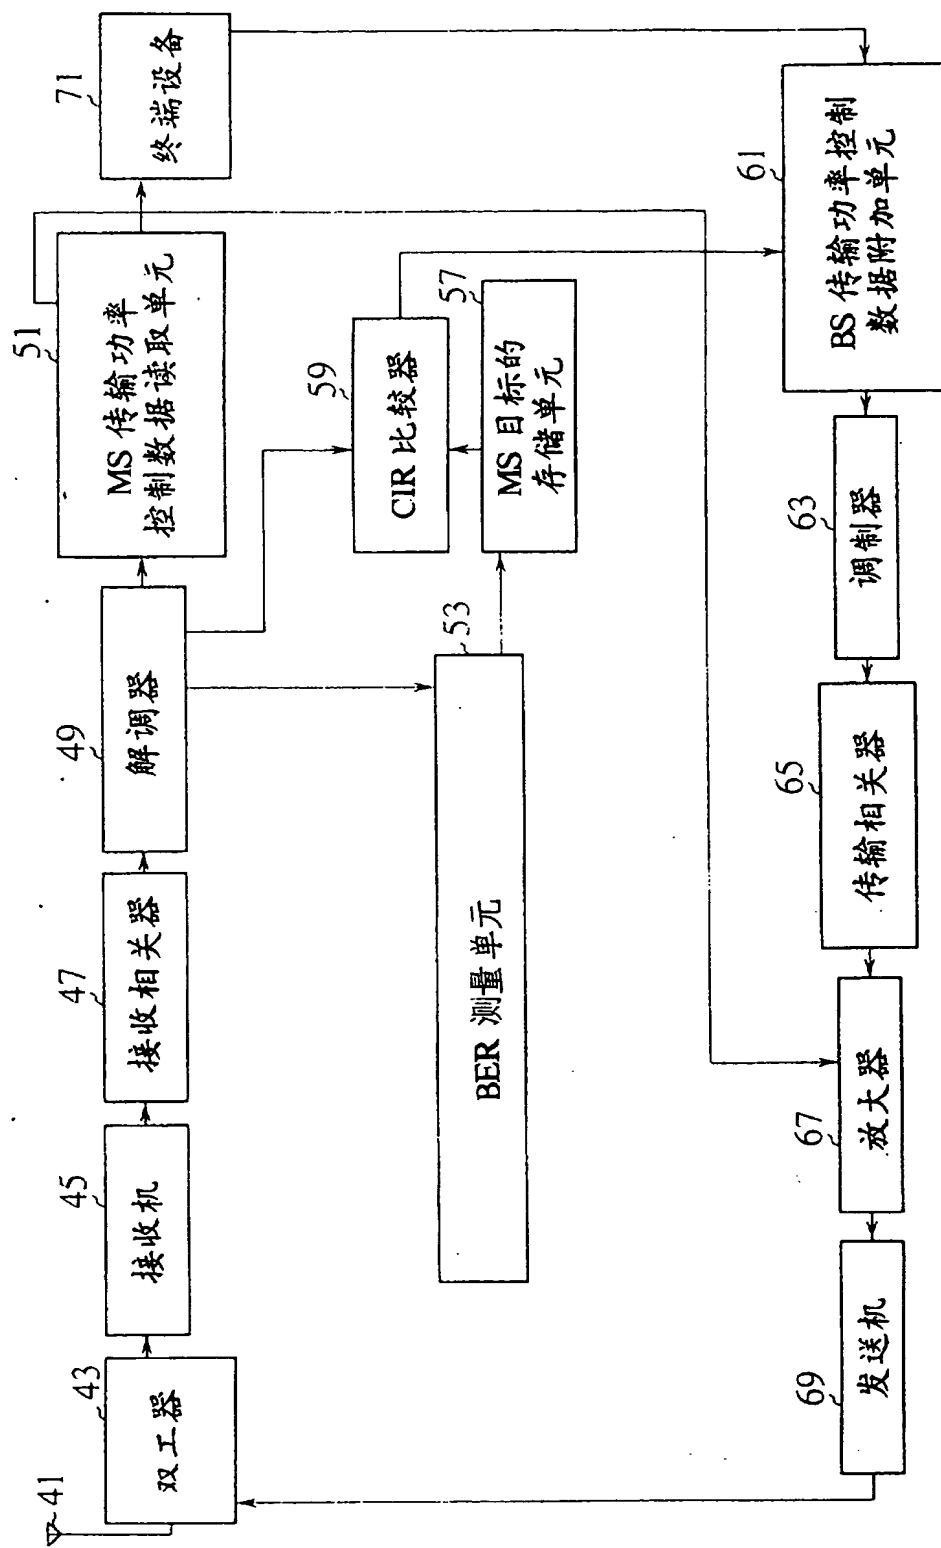 41
43
双工器
45
接收机
47
接收相关器
49
解调器
51
MS 传输功率
控制数据读取单元
71
终端设备
53
BER 测量单元
59
CIR 比较器
57
MS 目标的
存储单元
61
BS 传输功率控制
数据附加单元
63
调制器
65
传输相关器
67
放大器
69
发送机